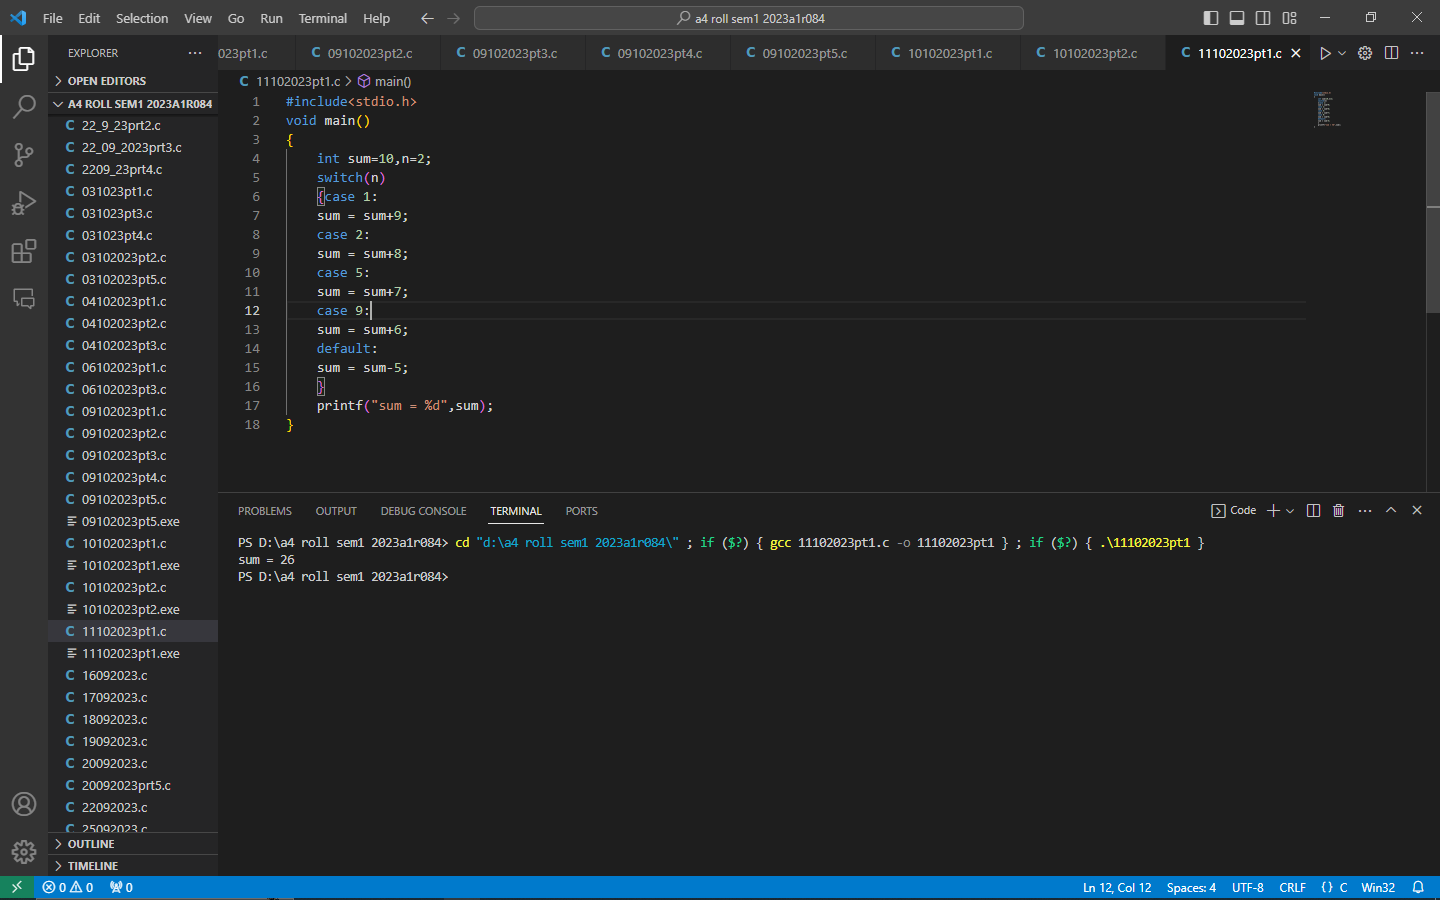 File Edit Selection View Go Run Terminal Help
a4 roll sem1 2023a1r084
EXPLORER
OPEN EDITORS
A4 ROLL SEM1 2023A1R084
22_9_23prt2.c
22_09_2023prt3.c
2209_23prt4.c
031023pt1.c
031023pt3.c
031023pt4.c
03102023pt2.c
03102023pt5.c
04102023pt1.c
04102023pt2.c
04102023pt3.c
06102023pt1.c
06102023pt3.c
09102023pt1.c
09102023pt2.c
09102023pt3.c
09102023pt4.c
09102023pt5.c
09102023pt5.exe
10102023pt1.c
10102023pt1.exe
10102023pt2.c
10102023pt2.exe
11102023pt1.c
11102023pt1.exe
16092023.c
17092023.c
18092023.c
19092023.c
20092023.c
20092023prt5.c
22092023.c
25092023.c
OUTLINE
TIMELINE
023pt1.c 09102023pt2.c 09102023pt3.c 09102023pt4.c 09102023pt5.c 10102023pt1.c 10102023pt2.c 11102023pt1.c
11102023pt1.c > main()
1 #include<stdio.h>
2 void main()
3 {
4 int sum=10,n=2;
5 switch(n)
6 {case 1:
7 sum = sum+9;
8 case 2:
9 sum = sum+8;
10 case 5:
11 sum = sum+7;
12 case 9:
13 sum = sum+6;
14 default:
15 sum = sum-5;
16 }
17 printf("sum = %d",sum);
18 }
PROBLEMS OUTPUT DEBUG CONSOLE TERMINAL PORTS Code
PS D:\a4 roll sem1 2023a1r084> cd "d:\a4 roll sem1 2023a1r084\" ; if ($?) { gcc 11102023pt1.c -o 11102023pt1 } ; if ($?) { .\11102023pt1 }
sum = 26
PS D:\a4 roll sem1 2023a1r084>
0 0 0 Ln 12, Col 12 Spaces: 4 UTF-8 CRLF {} C Win32